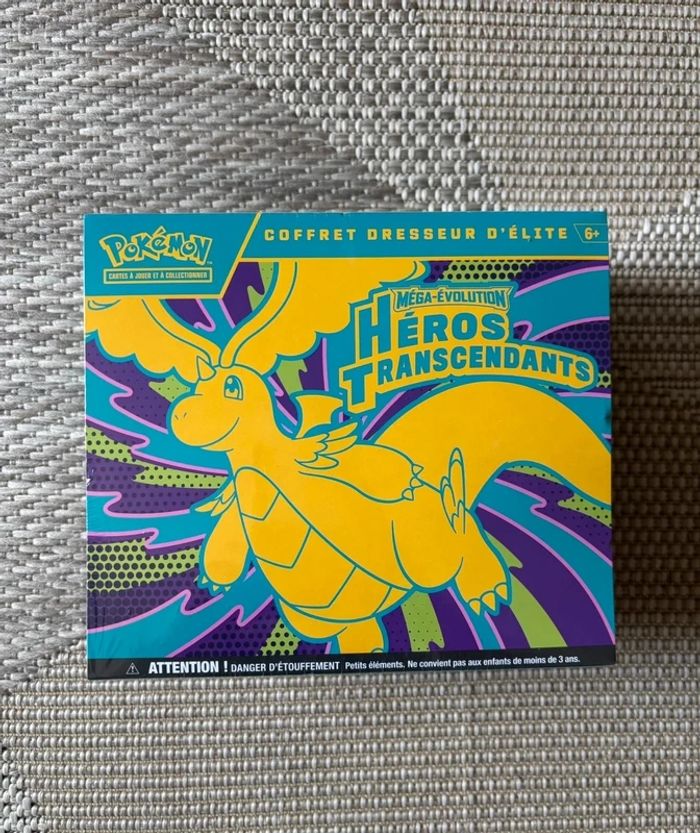 POKÉMON
CARTES À JOUER ET À COLLECTIONNER
COFFRET DRESSEUR D'ÉLITE 6+
MÉGA-ÉVOLUTION
HÉROS
TRANSCENDANTS
ATTENTION ! DANGER D'ÉTOUFFEMENT Petits éléments. Ne convient pas aux enfants de moins de 3 ans.